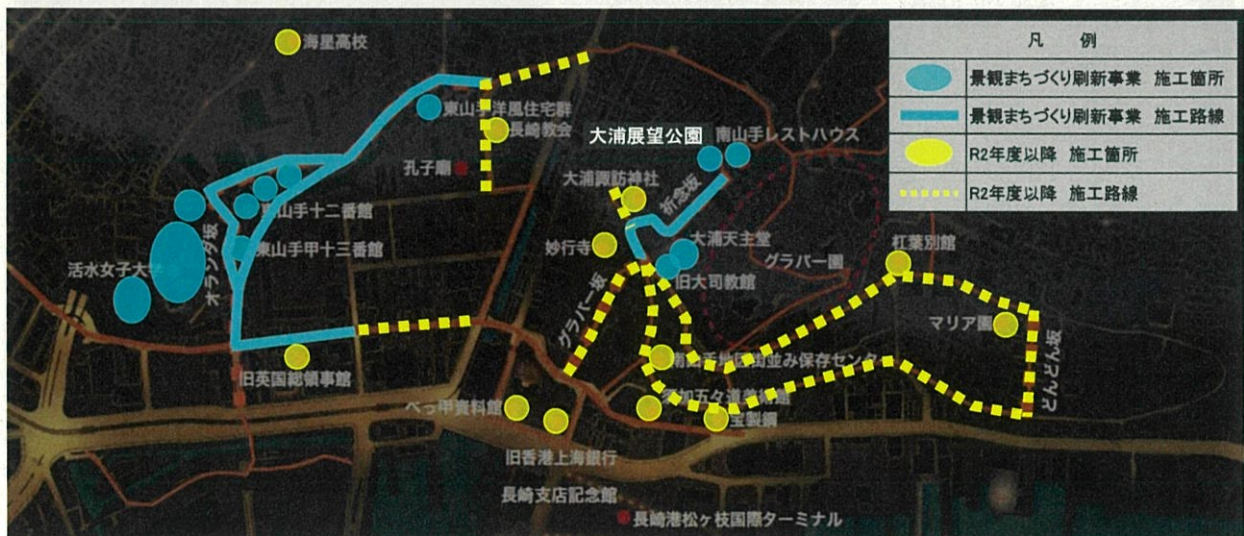 凡　例
景観まちづくり刷新事業 施工箇所
景観まちづくり刷新事業 施工路線
R2年度以降 施工箇所
R2年度以降 施工路線
海星高校
東山手洋風住宅群
長崎教会
孔子廟
大浦展望公園
南山手レストハウス
大浦諏訪神社
祈念坂
妙行寺
大浦天主堂
旧大司教館
グラバー園
杠葉別館
マリア園
どんどん坂
東山手十二番館
東山手甲十三番館
活水女子大学
オランダ坂
グラバー坂
旧英国総領事館
南山手地区街並み保存センター
須加五々道美術館
宝製鋼
べっ甲資料館
旧香港上海銀行
長崎支店記念館
長崎港松ヶ枝国際ターミナル